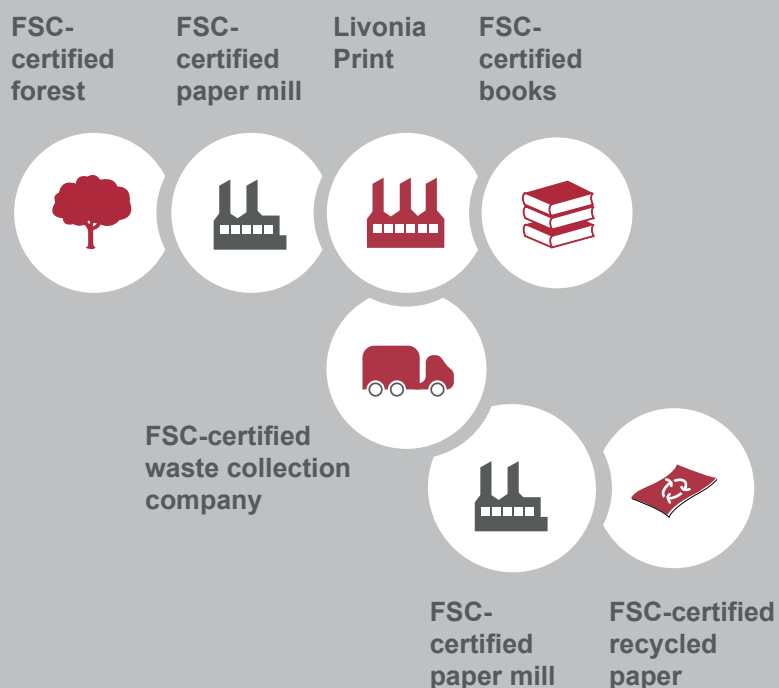 FSC-
certified
forest
FSC-
certified
paper mill
Livonia
Print
FSC-
certified
books
FSC-certified
waste collection
company
FSC-
certified
paper mill
FSC-certified
recycled
paper